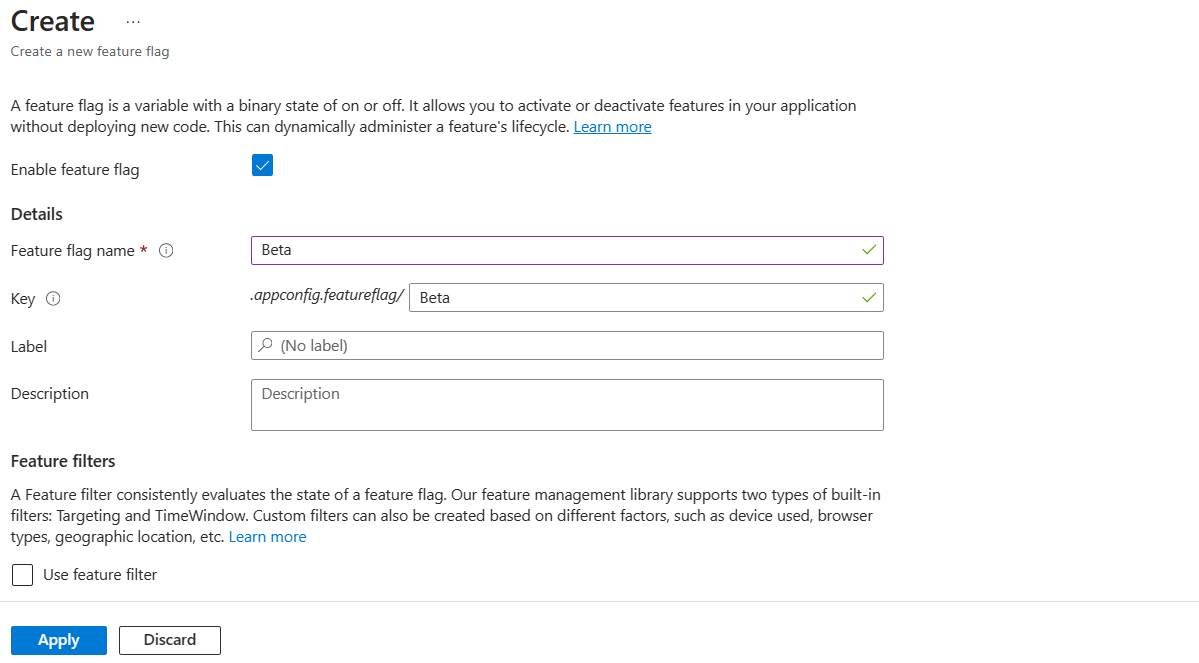 Create ...
Create a new feature flag
A feature flag is a variable with a binary state of on or off. It allows you to activate or deactivate features in your application
without deploying new code. This can dynamically administer a feature's lifecycle. Learn more
Enable feature flag
Details
Feature flag name * Beta
Key .appconfig.featureflag/ Beta
Label (No label)
Description Description
Feature filters
A Feature filter consistently evaluates the state of a feature flag. Our feature management library supports two types of built-in
filters: Targeting and TimeWindow. Custom filters can also be created based on different factors, such as device used, browser
types, geographic location, etc. Learn more
Use feature filter
Apply Discard